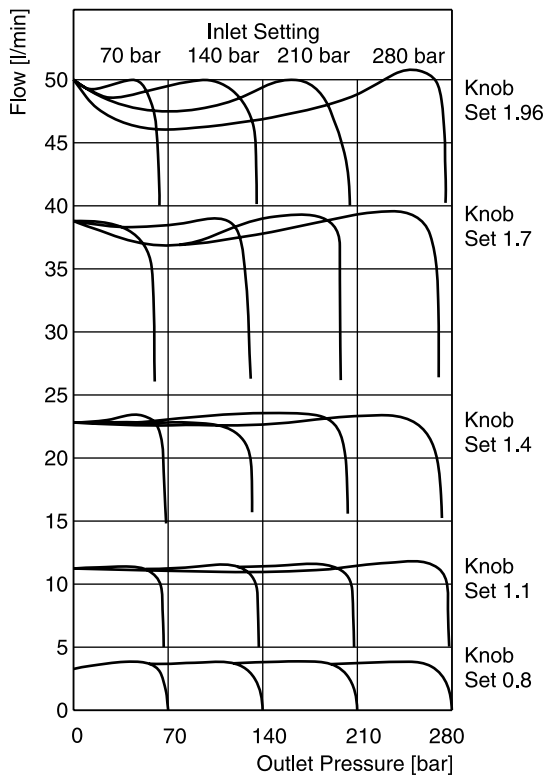 Inlet Setting
70 bar 140 bar 210 bar 280 bar
Flow [l/min]
50
45
40
35
30
25
20
15
10
5
0
Knob
Set 1.96
Knob
Set 1.7
Knob
Set 1.4
Knob
Set 1.1
Knob
Set 0.8
0 70 140 210 280
Outlet Pressure [bar]